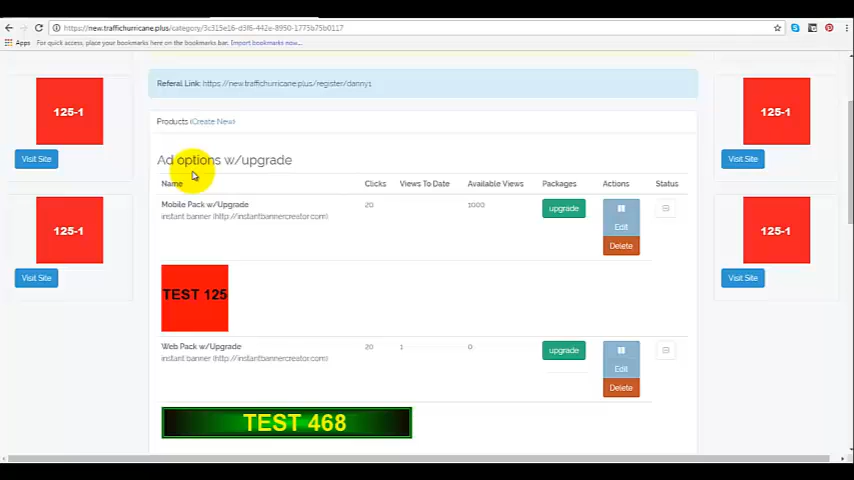 https://new.traffichurricane.plus/category/3c315e16-d3f6-442e-8950-1775b75b0117
Apps For quick access, place your bookmarks here on the bookmarks bar. Import bookmarks now...
Referal Link: https://new.traffichurricane.plus/register/danny1
Products (Create New)
Ad options w/upgrade
Name Clicks Views To Date Available Views Packages Actions Status
Mobile Pack w/Upgrade 20 1000 upgrade
instant banner (http://instantbannercreator.com)
Edit
Delete
TEST 125
Web Pack w/Upgrade 20 1 0 upgrade
instant banner (http://instantbannercreator.com)
Edit
Delete
TEST 468
125-1
Visit Site
125-1
Visit Site
125-1
Visit Site
125-1
Visit Site